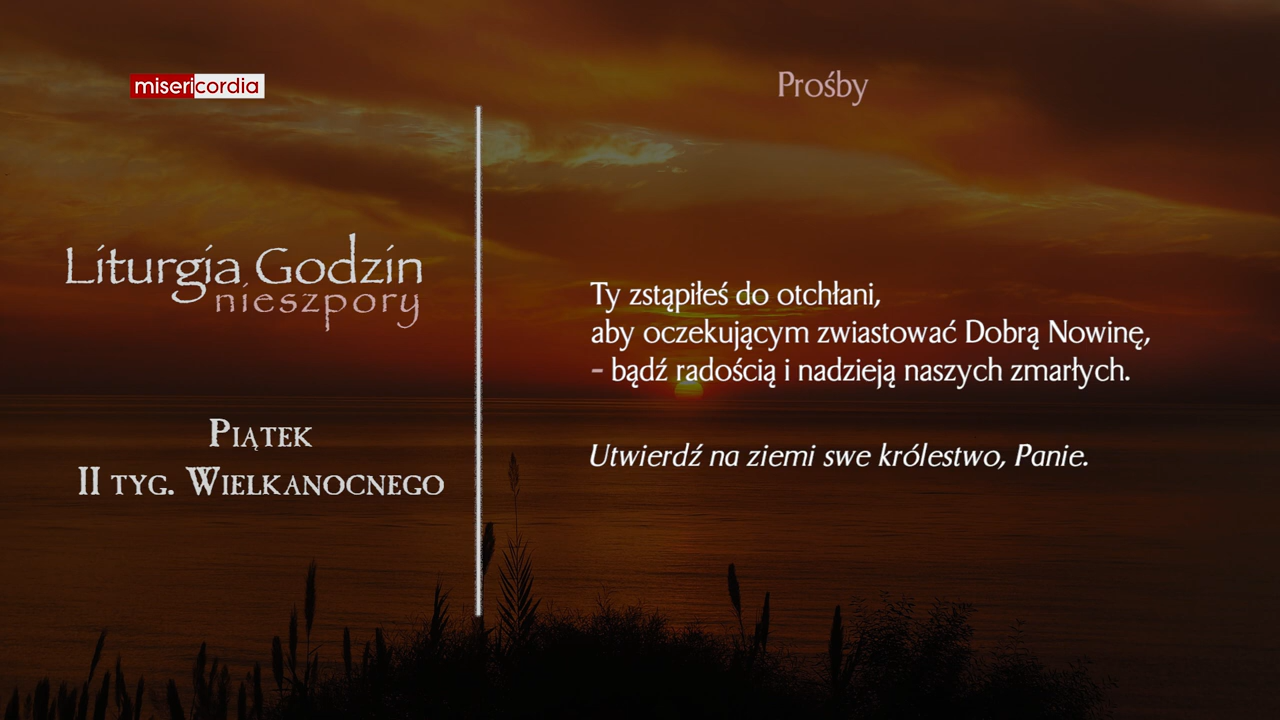 misericordia
Prośby
Liturgia Godzin
nieszpory
Piątek
II tyg. Wielkanocnego
Ty zstąpiłeś do otchłani,
aby oczekującym zwiastować Dobrą Nowinę,
- bądź radością i nadzieją naszych zmarłych.
Utwierdź na ziemi swe królestwo, Panie.